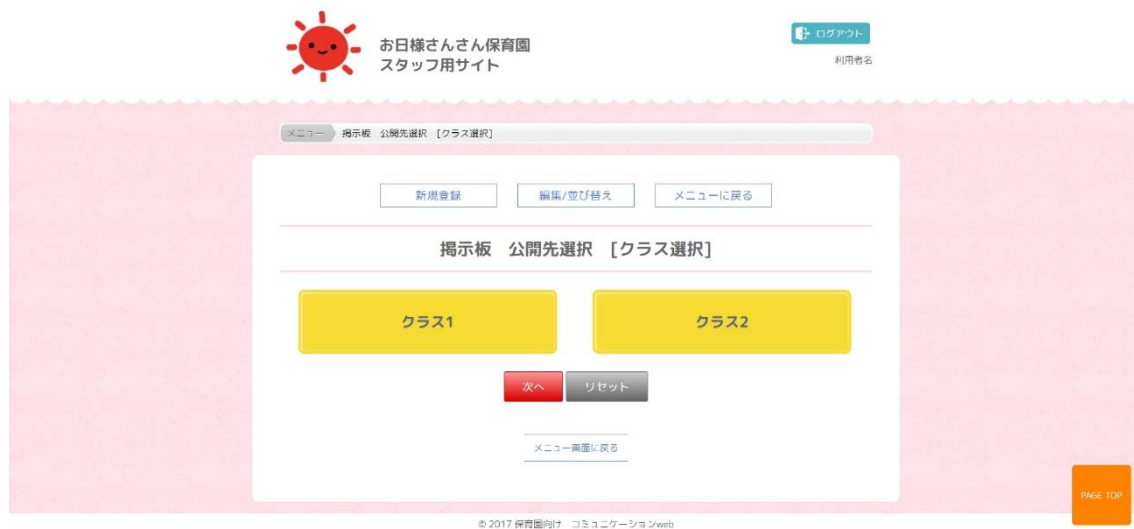 お日様さんさん保育園
スタッフ用サイト
ログアウト
利用者名
メニュー 掲示板 公開先選択 [クラス選択]
新規登録 編集/並び替え メニューに戻る
掲示板 公開先選択 [クラス選択]
クラス1 クラス2
次へ リセット
メニュー画面に戻る
PAGE TOP
© 2017 保育園向け コミュニケーションweb